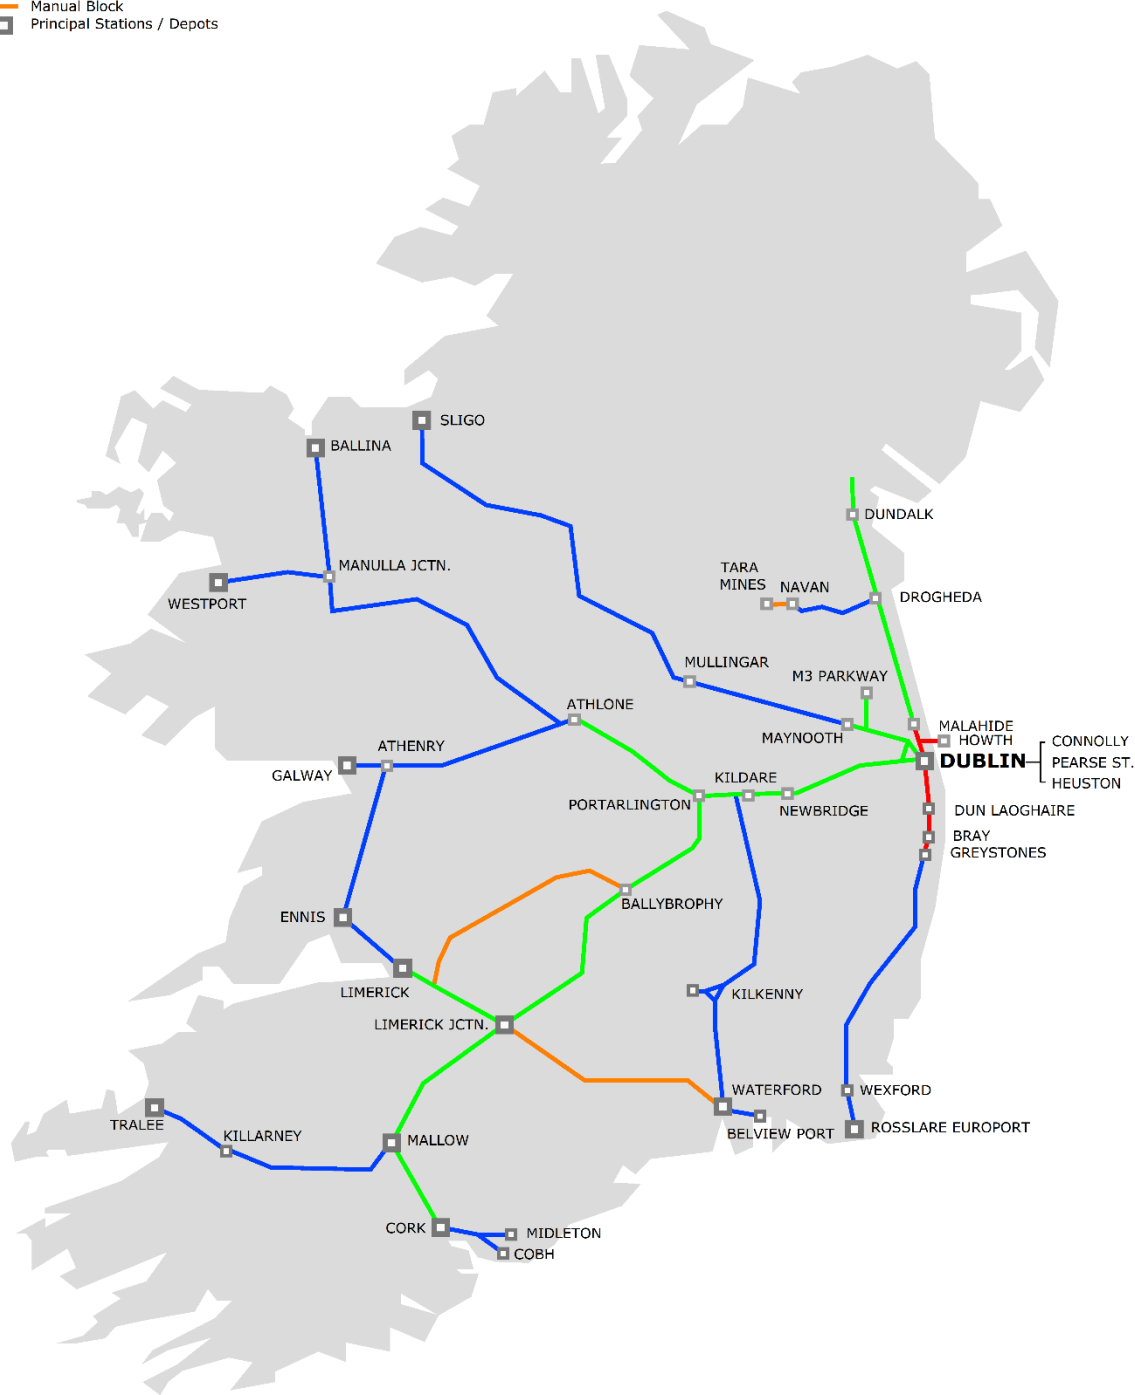 Manual Block
Principal Stations / Depots
SLIGO
BALLINA
DUNDALK
MANULLA JCTN.
TARA
MINES
NAVAN
DROGHEDA
WESTPORT
MULLINGAR
M3 PARKWAY
ATHLONE
MALAHIDE
MAYNOOTH
HOWTH
CONNOLLY
ATHENRY
DUBLIN
PEARSE ST.
GALWAY
KILDARE
HEUSTON
PORTARLINGTON
NEWBRIDGE
DUN LAOGHAIRE
BRAY
GREYSTONES
BALLYBROPHY
ENNIS
LIMERICK
KILKENNY
LIMERICK JCTN.
WATERFORD
WEXFORD
TRALEE
BELVIEW PORT
ROSSLARE EUROPORT
KILLARNEY
MALLOW
CORK
MIDLETON
COBH